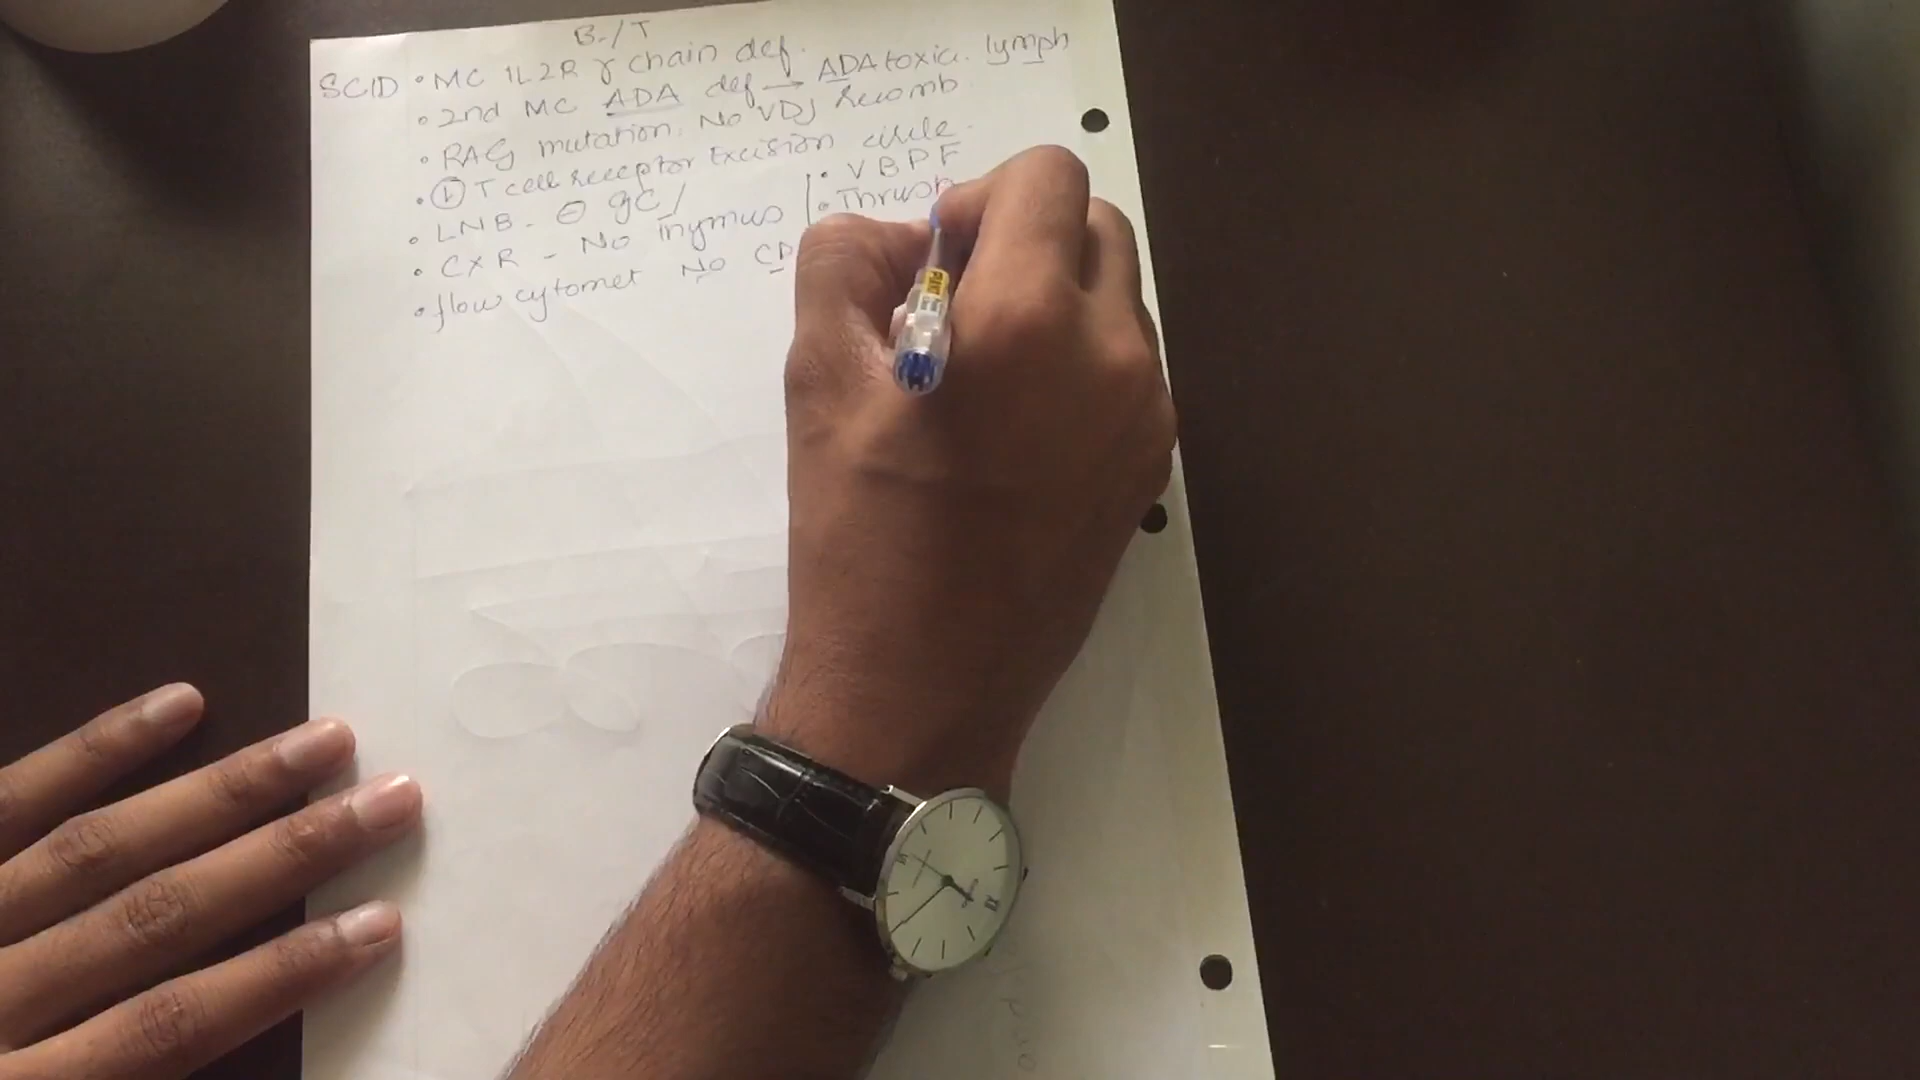 B-/T
SCID • MC IL2R γ chain def.
• 2nd MC ADA def → ADA toxic. lymph
• RAG mutation. No VDJ recomb.
• ↓ T cell receptor Excision circle.
• LNB - ⊖ gC/
• CXR - No Thymus
• flow cytomet No CD
• VBPF
• Thrush